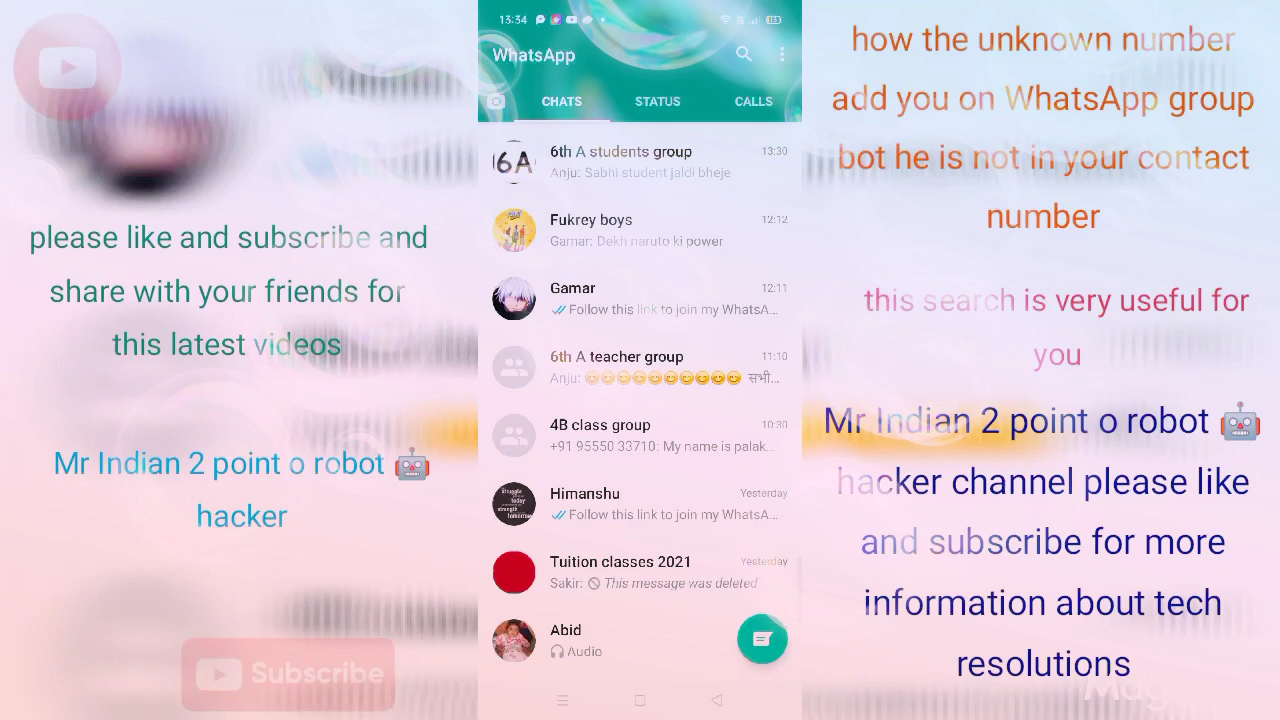 please like and subscribe and
share with your friends for
this latest videos
Mr Indian 2 point o robot 🤖
hacker
Subscribe
13:34
WhatsApp
CHATS STATUS CALLS
6A
6th A students group 13:30
Anju: Sabhi student jaldi bheje
Fukrey boys 12:12
Gamar: Dekh naruto ki power
Gamar 12:11
Follow this link to join my WhatsA...
6th A teacher group 11:10
Anju: 😊😊😊😊😊😊😊😊😊😊 सभी...
4B class group 10:30
+91 95550 33710: My name is palak...
Himanshu Yesterday
Follow this link to join my WhatsA...
Tuition classes 2021 Yesterday
Sakir: This message was deleted
Abid
Audio
how the unknown number
add you on WhatsApp group
bot he is not in your contact
number
this search is very useful for
you
Mr Indian 2 point o robot 🤖
hacker channel please like
and subscribe for more
information about tech
resolutions